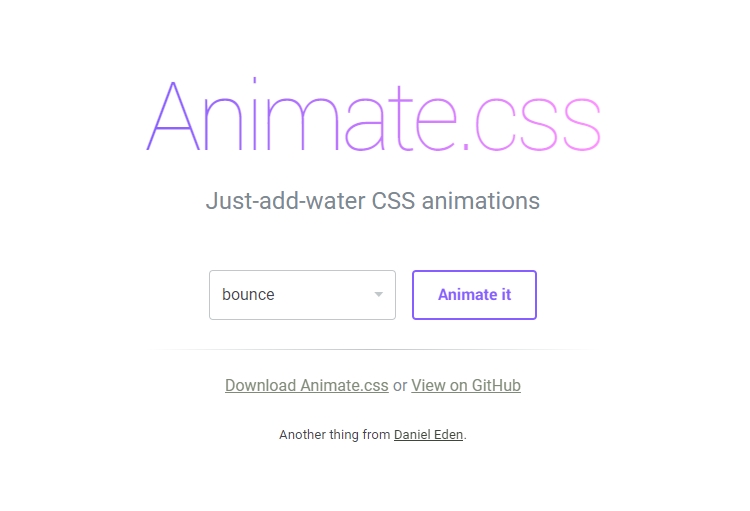 Animate.css
Just-add-water CSS animations
bounce
Animate it
Download Animate.css or View on GitHub
Another thing from Daniel Eden.